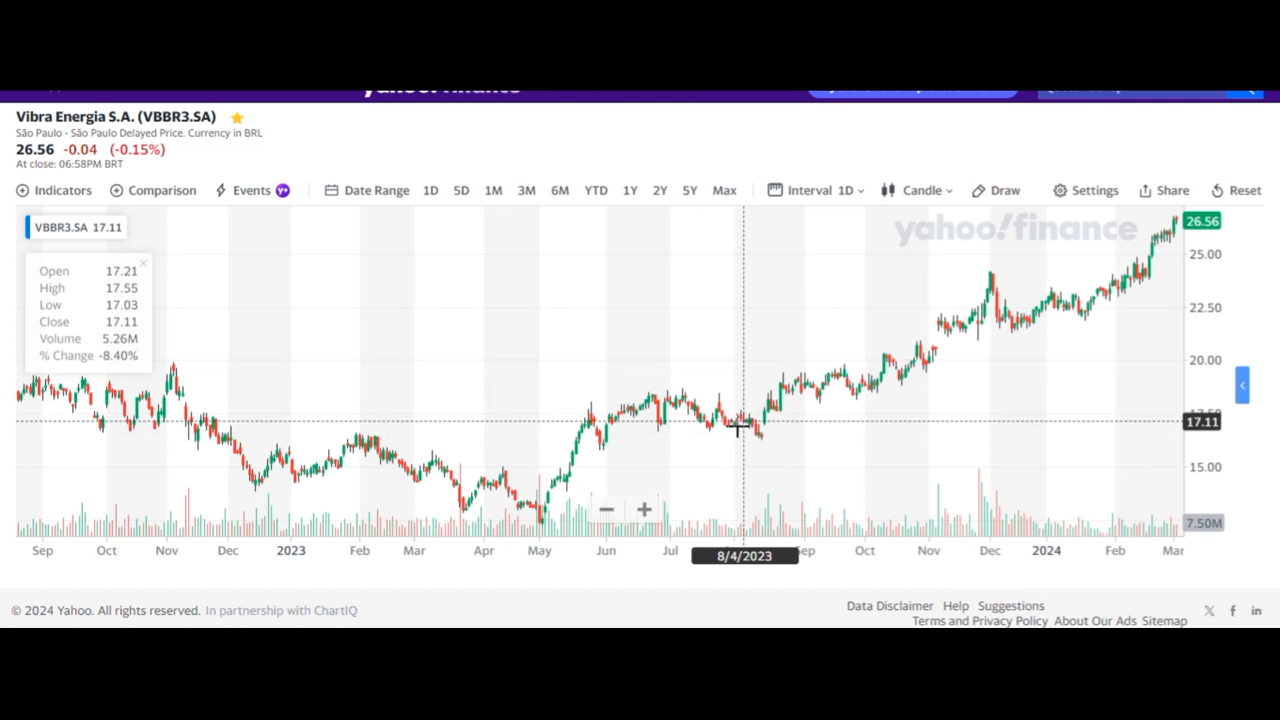 yahoo! finance
Vibra Energia S.A. (VBBR3.SA)
São Paulo - São Paulo Delayed Price. Currency in BRL
26.56 -0.04 (-0.15%)
At close: 06:58PM BRT
Indicators Comparison Events Y+ Date Range 1D 5D 1M 3M 6M YTD 1Y 2Y 5Y Max Interval 1D Candle Draw Settings Share Reset
VBBR3.SA 17.11
yahoo!finance
26.56
25.00
Open 17.21
High 17.55
Low 17.03
Close 17.11
Volume 5.26M
% Change -8.40%
22.50
20.00
17.50
17.11
15.00
7.50M
Sep Oct Nov Dec 2023 Feb Mar Apr May Jun Jul Sep Oct Nov Dec 2024 Feb Mar
8/4/2023
© 2024 Yahoo. All rights reserved. In partnership with ChartIQ
Data Disclaimer Help Suggestions
Terms and Privacy Policy About Our Ads Sitemap